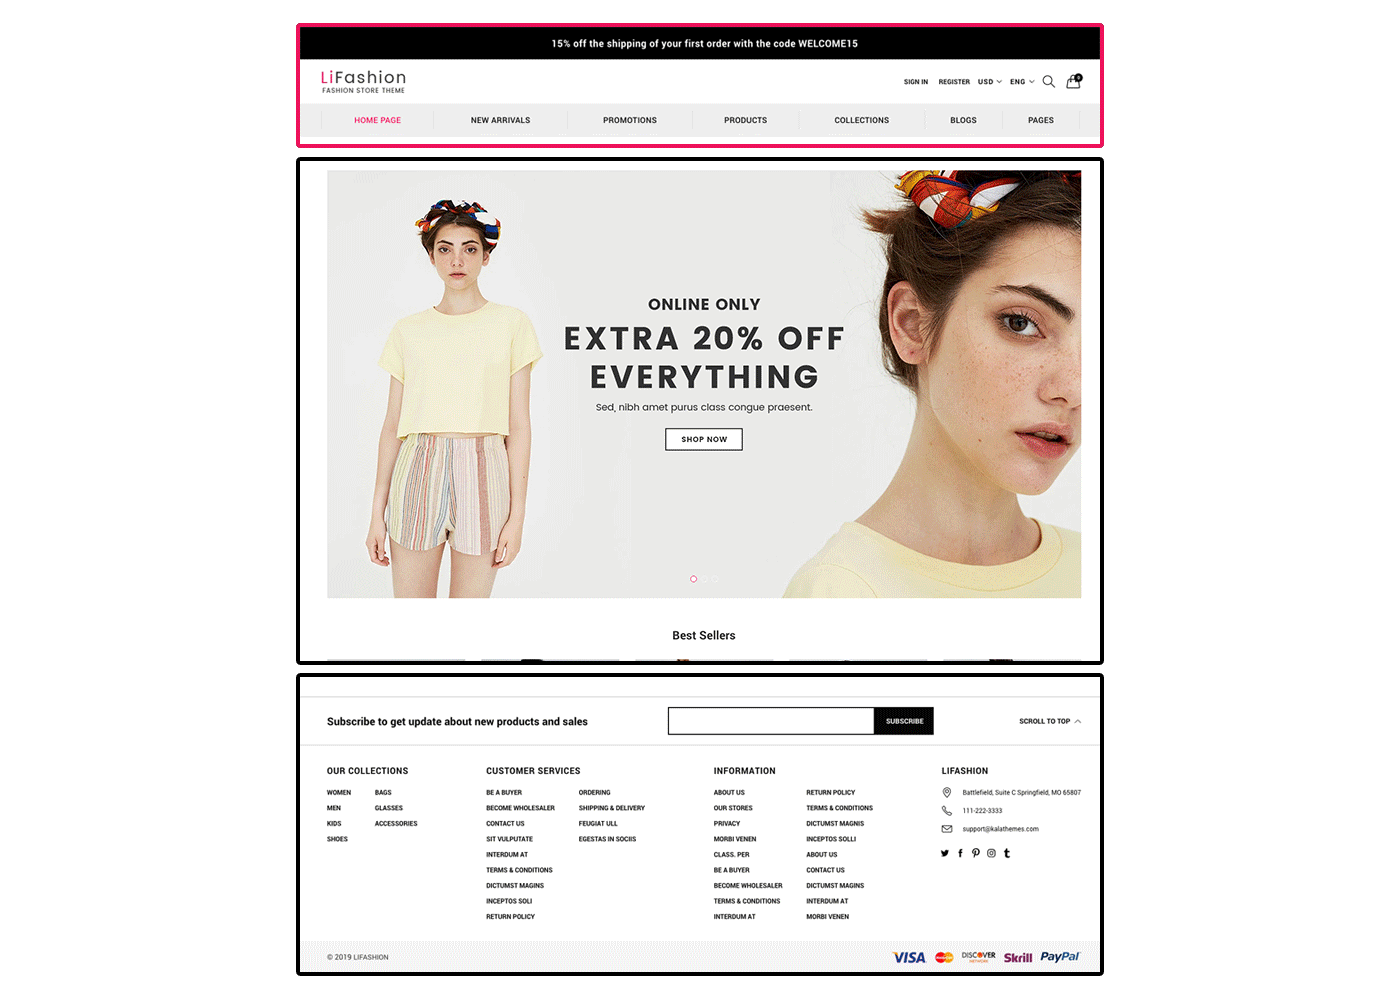 15% off the shipping of your first order with the code WELCOME15
LiFashion
FASHION STORE THEME
SIGN IN REGISTER USD ENG 0
HOME PAGE NEW ARRIVALS PROMOTIONS PRODUCTS COLLECTIONS BLOGS PAGES
ONLINE ONLY
EXTRA 20% OFF
EVERYTHING
Sed, nibh amet purus class congue praesent.
SHOP NOW
Best Sellers
Subscribe to get update about new products and sales
SUBSCRIBE
SCROLL TO TOP
OUR COLLECTIONS
WOMEN
MEN
KIDS
SHOES
BAGS
GLASSES
ACCESSORIES
CUSTOMER SERVICES
BE A BUYER
BECOME WHOLESALER
CONTACT US
SIT VULPUTATE
INTERDUM AT
TERMS & CONDITIONS
DICTUMST MAGINS
INCEPTOS SOLI
RETURN POLICY
ORDERING
SHIPPING & DELIVERY
FEUGIAT ULL
EGESTAS IN SOCIIS
INFORMATION
ABOUT US
OUR STORES
PRIVACY
MORBI VENEN
CLASS. PER
BE A BUYER
BECOME WHOLESALER
TERMS & CONDITIONS
INTERDUM AT
RETURN POLICY
TERMS & CONDITIONS
DICTUMST MAGNIS
INCEPTOS SOLLI
ABOUT US
CONTACT US
DICTUMST MAGINS
INTERDUM AT
MORBI VENEN
LIFASHION
Battlefield, Suite C Springfield, MO 65807
111-222-3333
support@kalathemes.com
© 2019 LIFASHION
VISA DISCOVER NETWORK Skrill PayPal